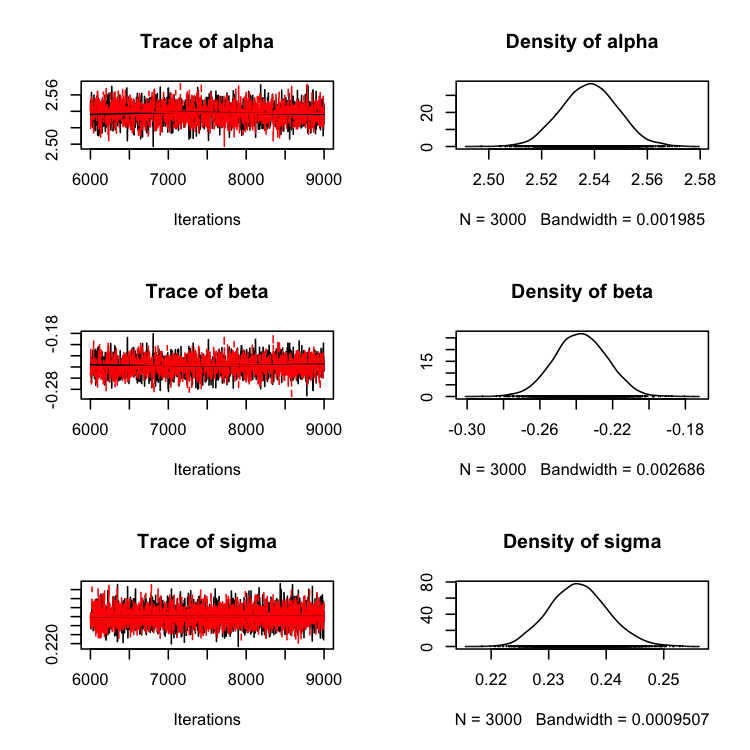 Trace of alpha
2.56
2.50
6000 7000 8000 9000
Iterations
Density of alpha
20
0
2.50 2.52 2.54 2.56 2.58
N = 3000 Bandwidth = 0.001985
Trace of beta
-0.18
-0.28
6000 7000 8000 9000
Iterations
Density of beta
15
0
-0.30 -0.26 -0.22 -0.18
N = 3000 Bandwidth = 0.002686
Trace of sigma
0.220
6000 7000 8000 9000
Iterations
Density of sigma
80
40
0
0.22 0.23 0.24 0.25
N = 3000 Bandwidth = 0.0009507